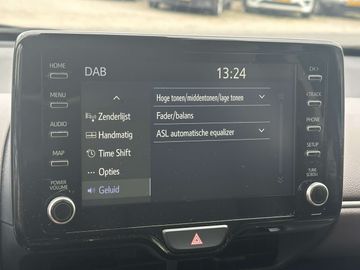 HOME
MENU
AUDIO
MAP
POWER
VOLUME
DAB
13:24
Zenderlijst
Handmatig
Time Shift
Opties
Geluid
Hoge tonen/middentonen/lage tonen
Fader/balans
ASL automatische equalizer
TRACK
PHONE
SETUP
TUNE
SCROLL